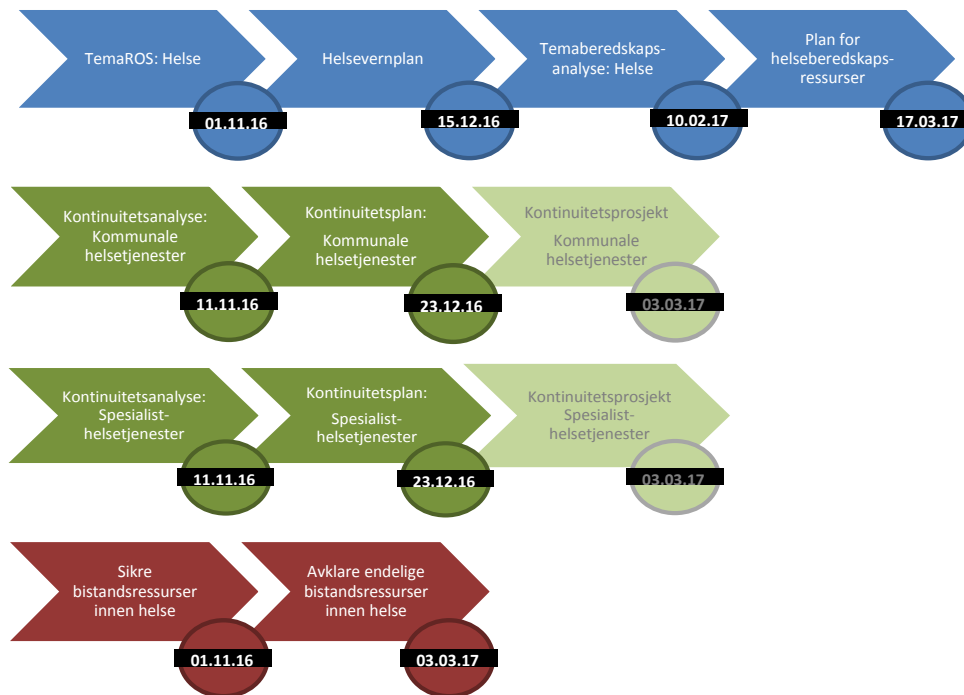 TemaROS: Helse
01.11.16
Helsevernplan
15.12.16
Temaberedskaps-
analyse: Helse
10.02.17
Plan for
helseberedskaps-
ressurser
17.03.17
Kontinuitetsanalyse:
Kommunale
helsetjenester
11.11.16
Kontinuitetsplan:
Kommunale
helsetjenester
23.12.16
Kontinuitetsprosjekt
Kommunale
helsetjenester
03.03.17
Kontinuitetsanalyse:
Spesialist-
helsetjenester
11.11.16
Kontinuitetsplan:
Spesialist-
helsetjenester
23.12.16
Kontinuitetsprosjekt
Spesialist-
helsetjenester
03.03.17
Sikre
bistandsressurser
innen helse
01.11.16
Avklare endelige
bistandsressurser
innen helse
03.03.17